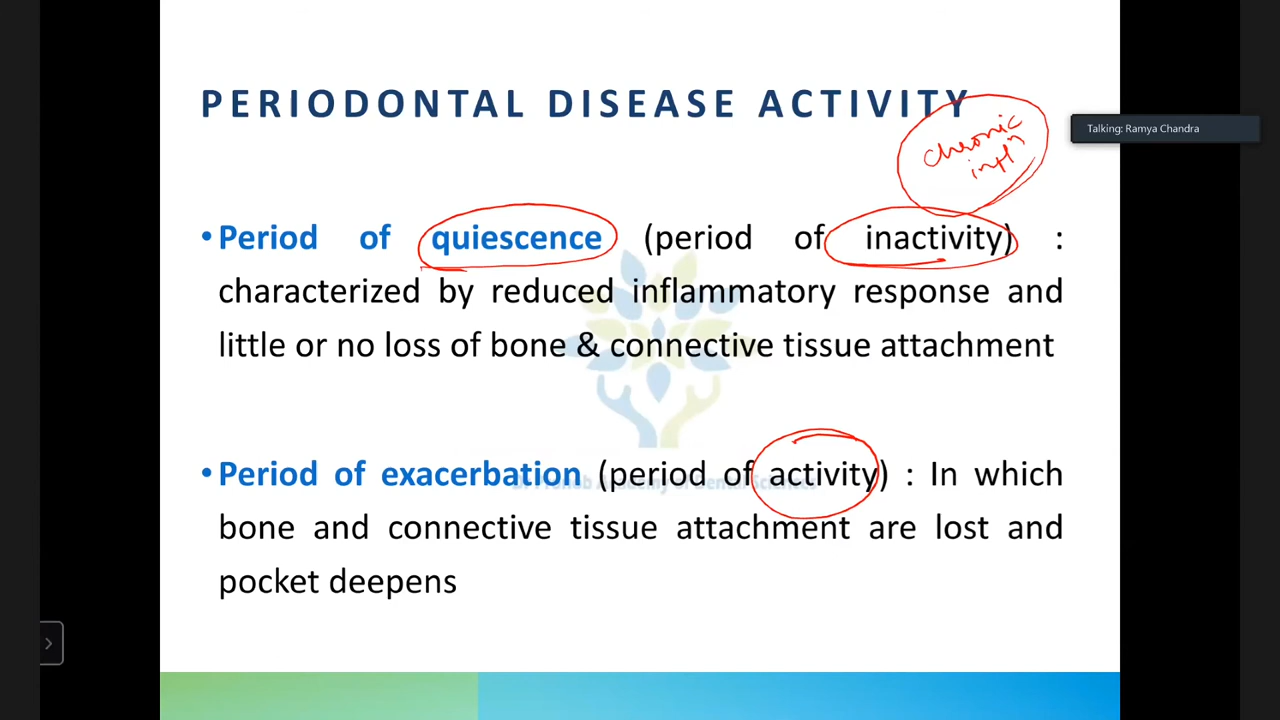 PERIODONTAL DISEASE ACTIVITY
chronic
Talking: Ramya Chandra
•Period of quiescence (period of inactivity) :
characterized by reduced inflammatory response and
little or no loss of bone & connective tissue attachment
•Period of exacerbation (period of activity) : In which
bone and connective tissue attachment are lost and
pocket deepens